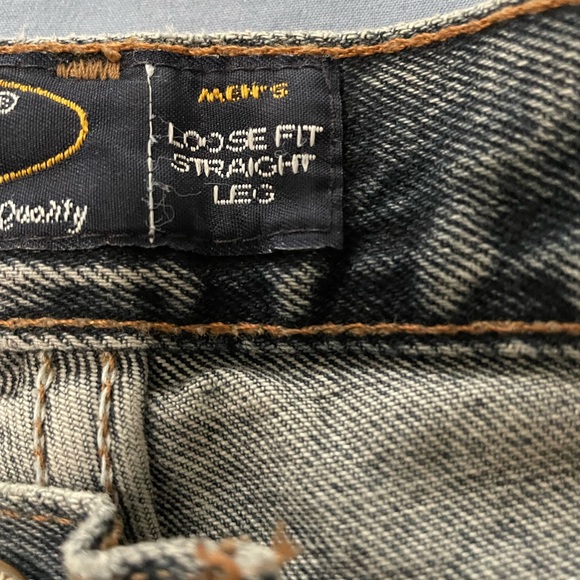 ®
MEN'S
LOOSE FIT
STRAIGHT
LEG
Quality